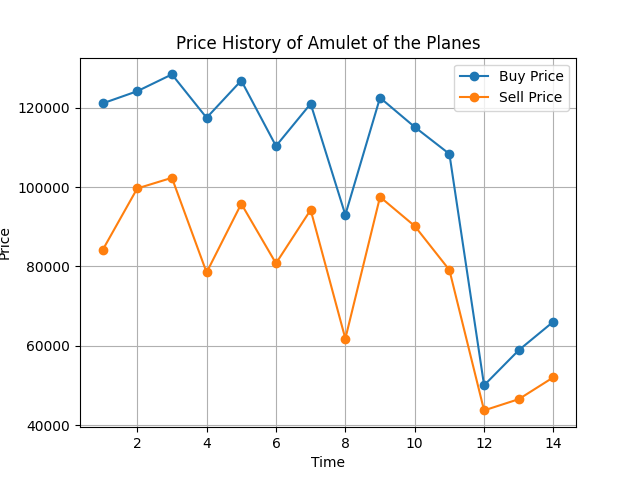 Price History of Amulet of the Planes
Buy Price
Sell Price
120000
100000
80000
60000
40000
Price
2 4 6 8 10 12 14
Time